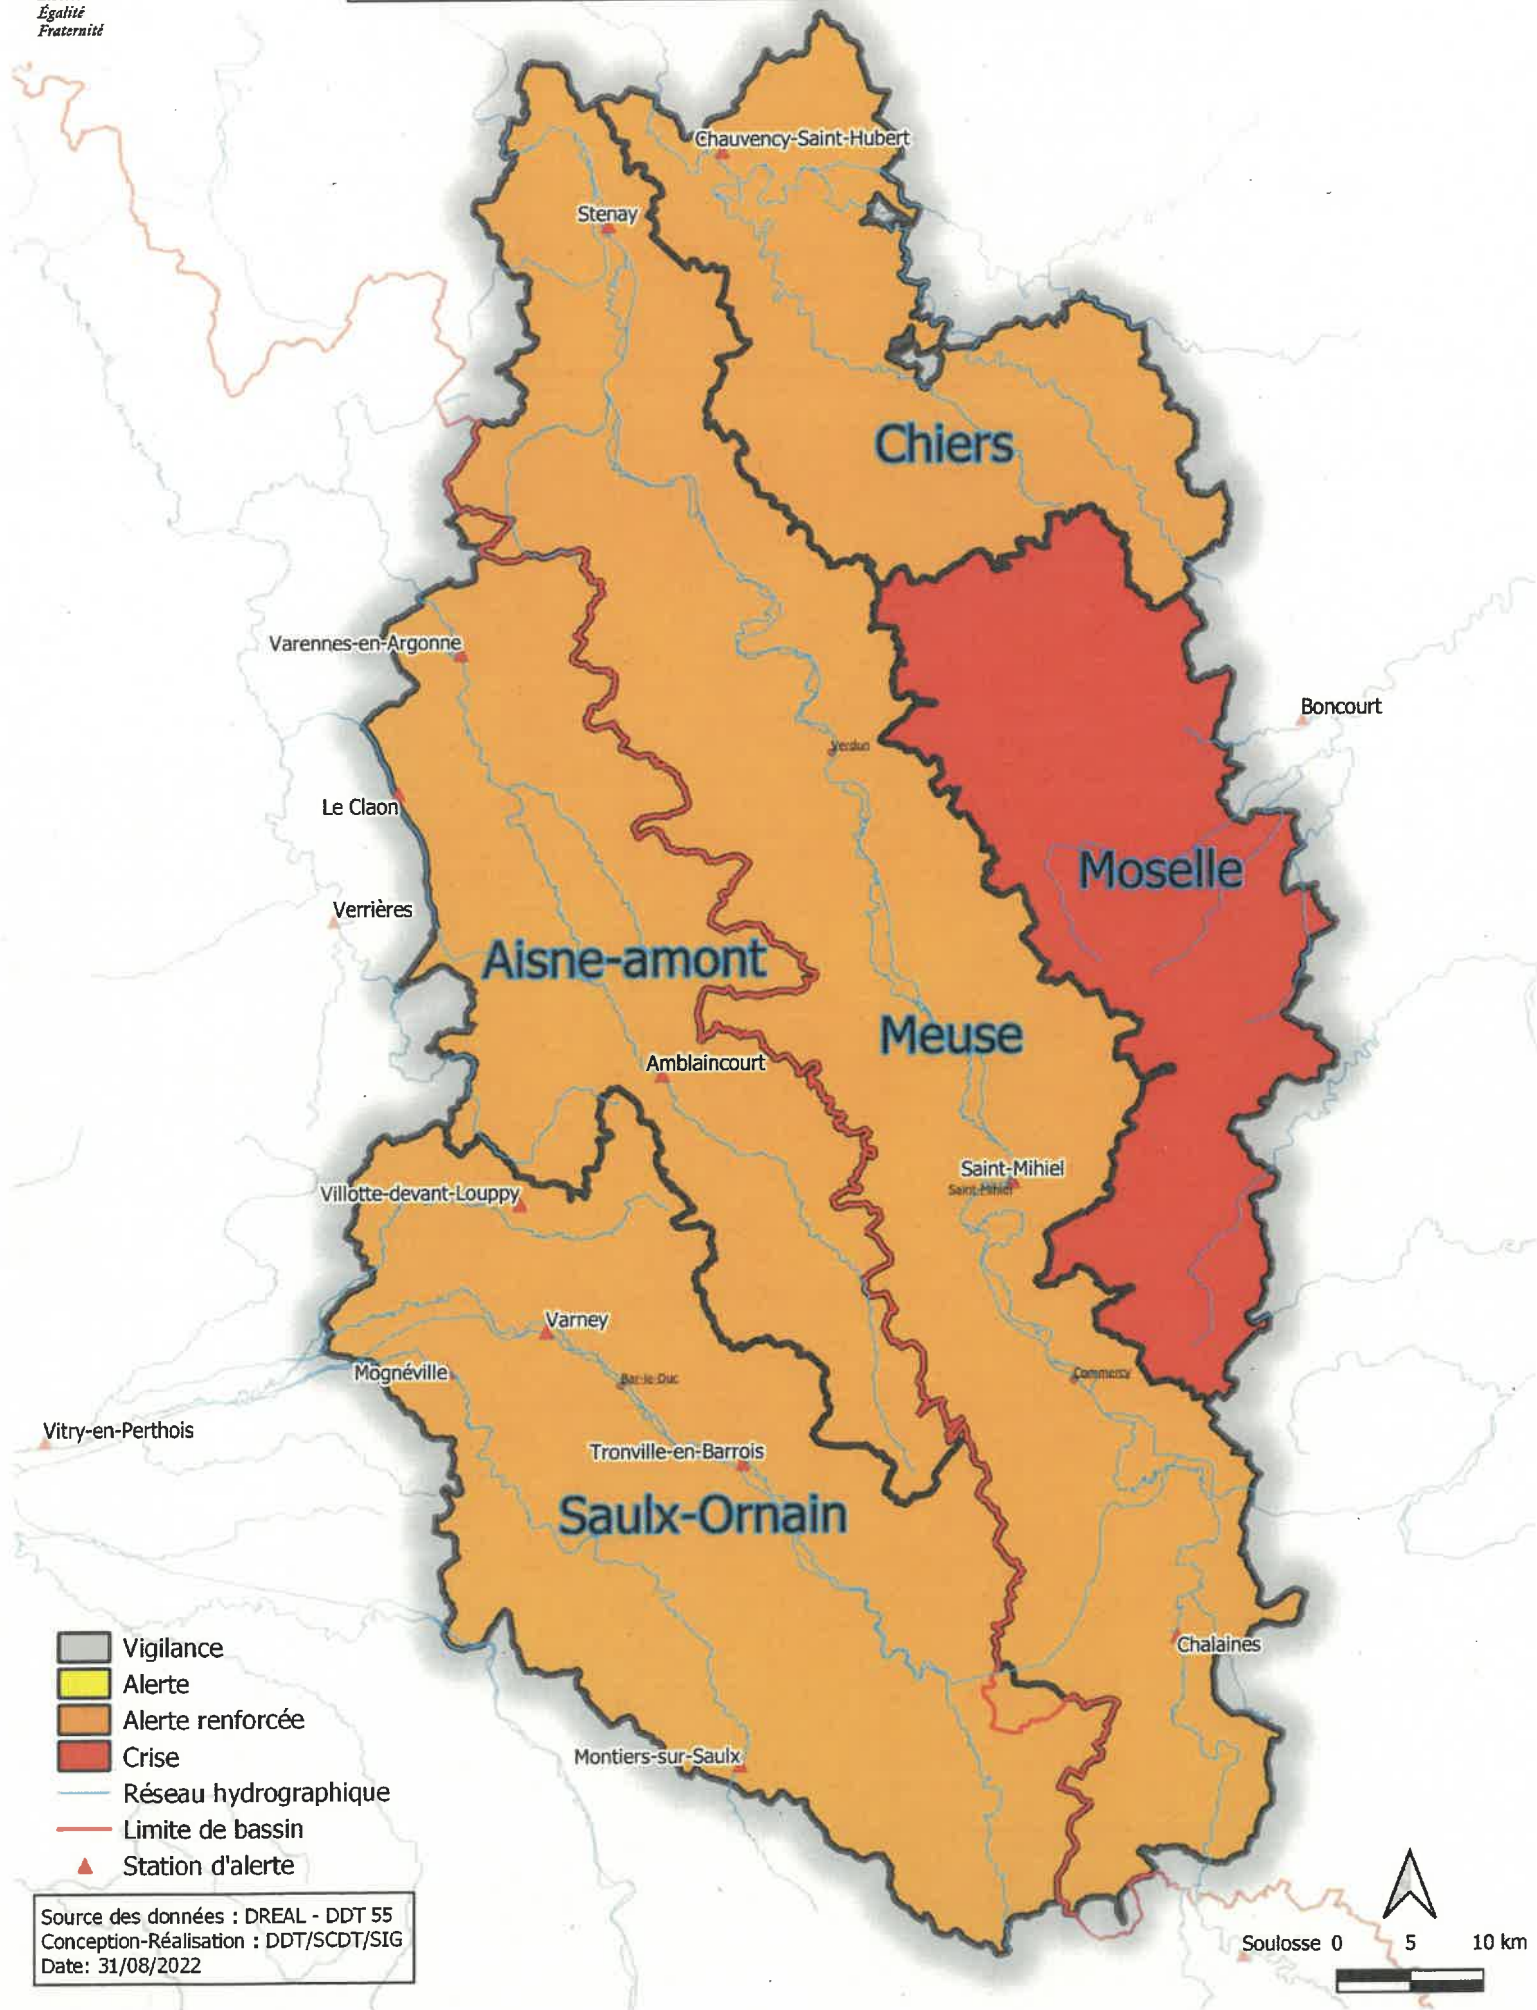 Égalité
Fraternité
Chauvency-Saint-Hubert
Stenay
Chiers
Varennes-en-Argonne
Boncourt
Verdun
Le Claon
Moselle
Verrières
Aisne-amont
Meuse
Amblaincourt
Saint-Mihiel
Saint-Mihiel
Villotte-devant-Louppy
Varney
Mognéville
Bar-le-Duc
Commercy
Vitry-en-Perthois
Tronville-en-Barrois
Saulx-Ornain
Chalaines
Montiers-sur-Saulx
Vigilance
Alerte
Alerte renforcée
Crise
Réseau hydrographique
Limite de bassin
Station d'alerte
Source des données : DREAL - DDT 55
Conception-Réalisation : DDT/SCDT/SIG
Date: 31/08/2022
Soulosse 0 5 10 km